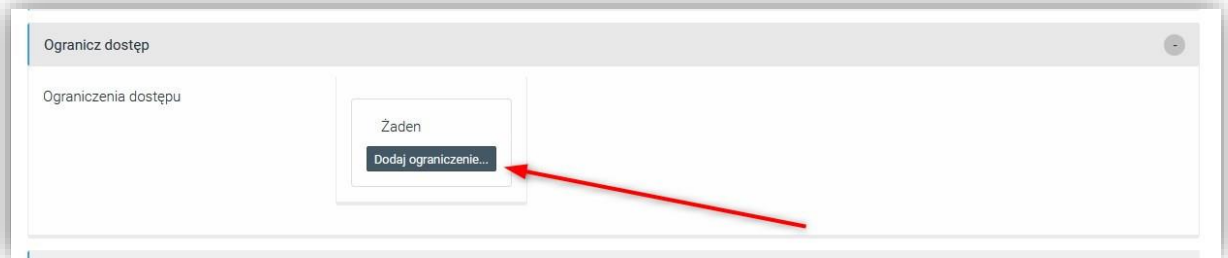 Ogranicz dostęp
-
Ograniczenia dostępu
Żaden
Dodaj ograniczenie...